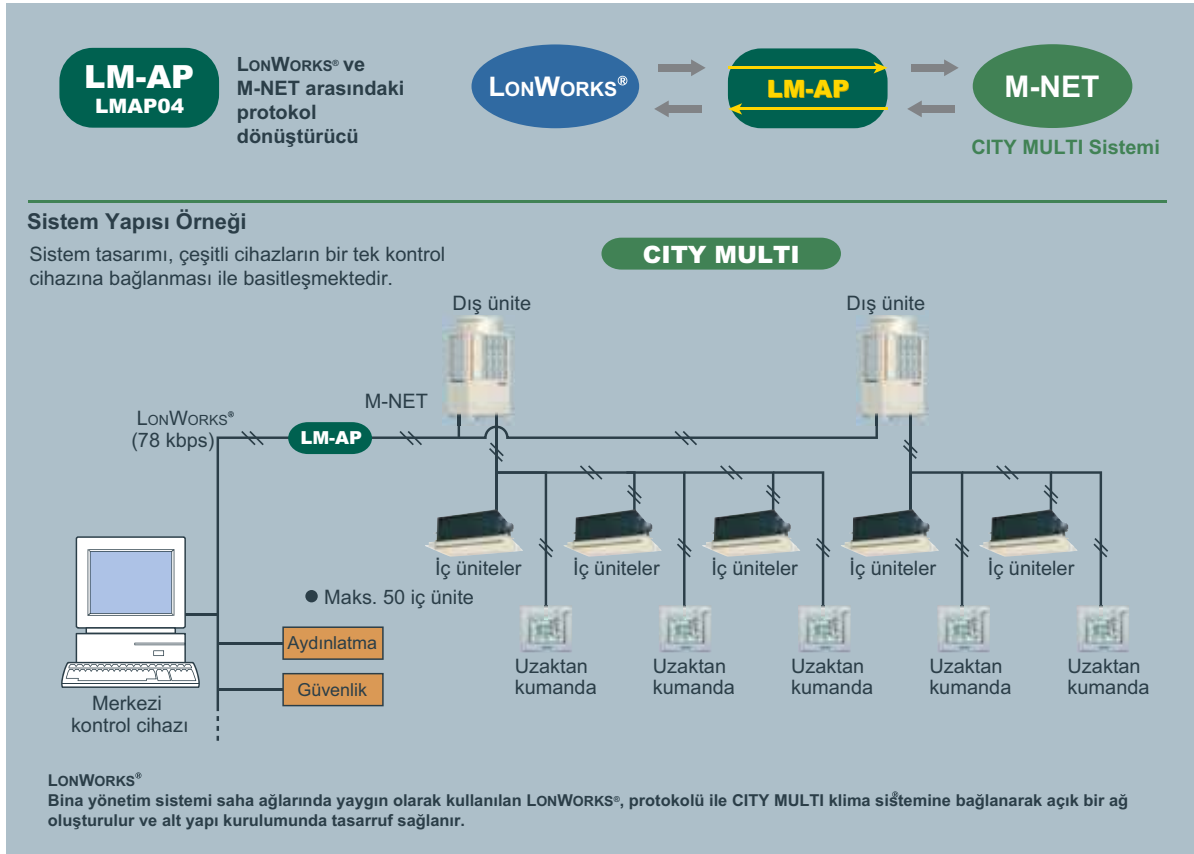 LM-AP
LMAP04
LONWORKS® ve
M-NET arasındaki
protokol
dönüştürücü
LONWORKS®
LM-AP
M-NET
CITY MULTI Sistemi
Sistem Yapısı Örneği
Sistem tasarımı, çeşitli cihazların bir tek kontrol
cihazına bağlanması ile basitleşmektedir.
CITY MULTI
Dış ünite
Dış ünite
M-NET
LONWORKS®
(78 kbps)
LM-AP
İç üniteler
İç üniteler
İç üniteler
İç üniteler
İç üniteler
● Maks. 50 iç ünite
Aydınlatma
Güvenlik
Merkezi
kontrol cihazı
Uzaktan
kumanda
Uzaktan
kumanda
Uzaktan
kumanda
Uzaktan
kumanda
Uzaktan
kumanda
LONWORKS®
Bina yönetim sistemi saha ağlarında yaygın olarak kullanılan LONWORKS®, protokolü ile CITY MULTI klima sistemine bağlanarak açık bir ağ
oluşturulur ve alt yapı kurulumunda tasarruf sağlanır.